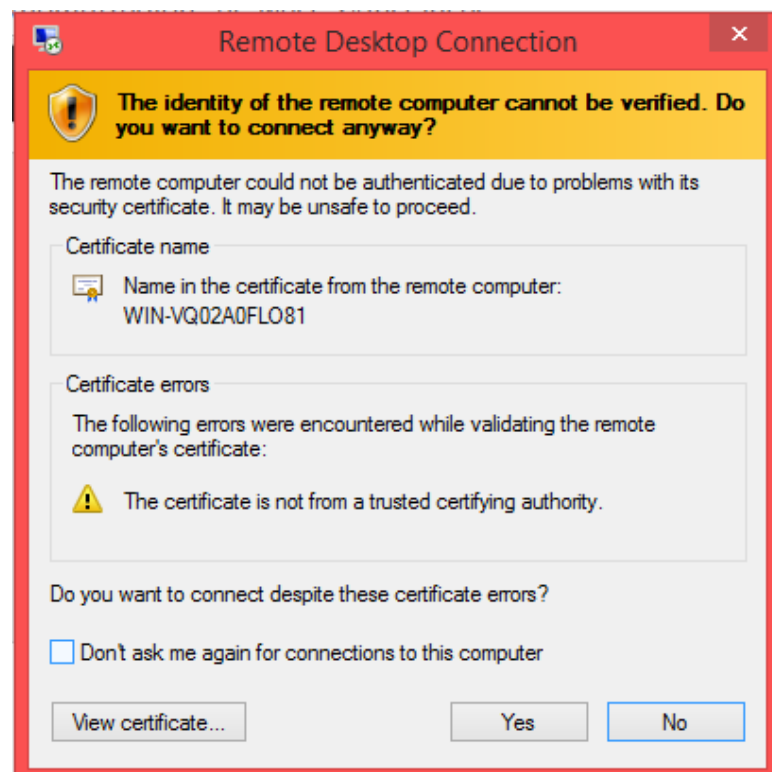 Remote Desktop Connection
The identity of the remote computer cannot be verified. Do
you want to connect anyway?
The remote computer could not be authenticated due to problems with its
security certificate. It may be unsafe to proceed.
Certificate name
Name in the certificate from the remote computer:
WIN-VQ02A0FLO81
Certificate errors
The following errors were encountered while validating the remote
computer's certificate:
The certificate is not from a trusted certifying authority.
Do you want to connect despite these certificate errors?
Don't ask me again for connections to this computer
View certificate...
Yes
No